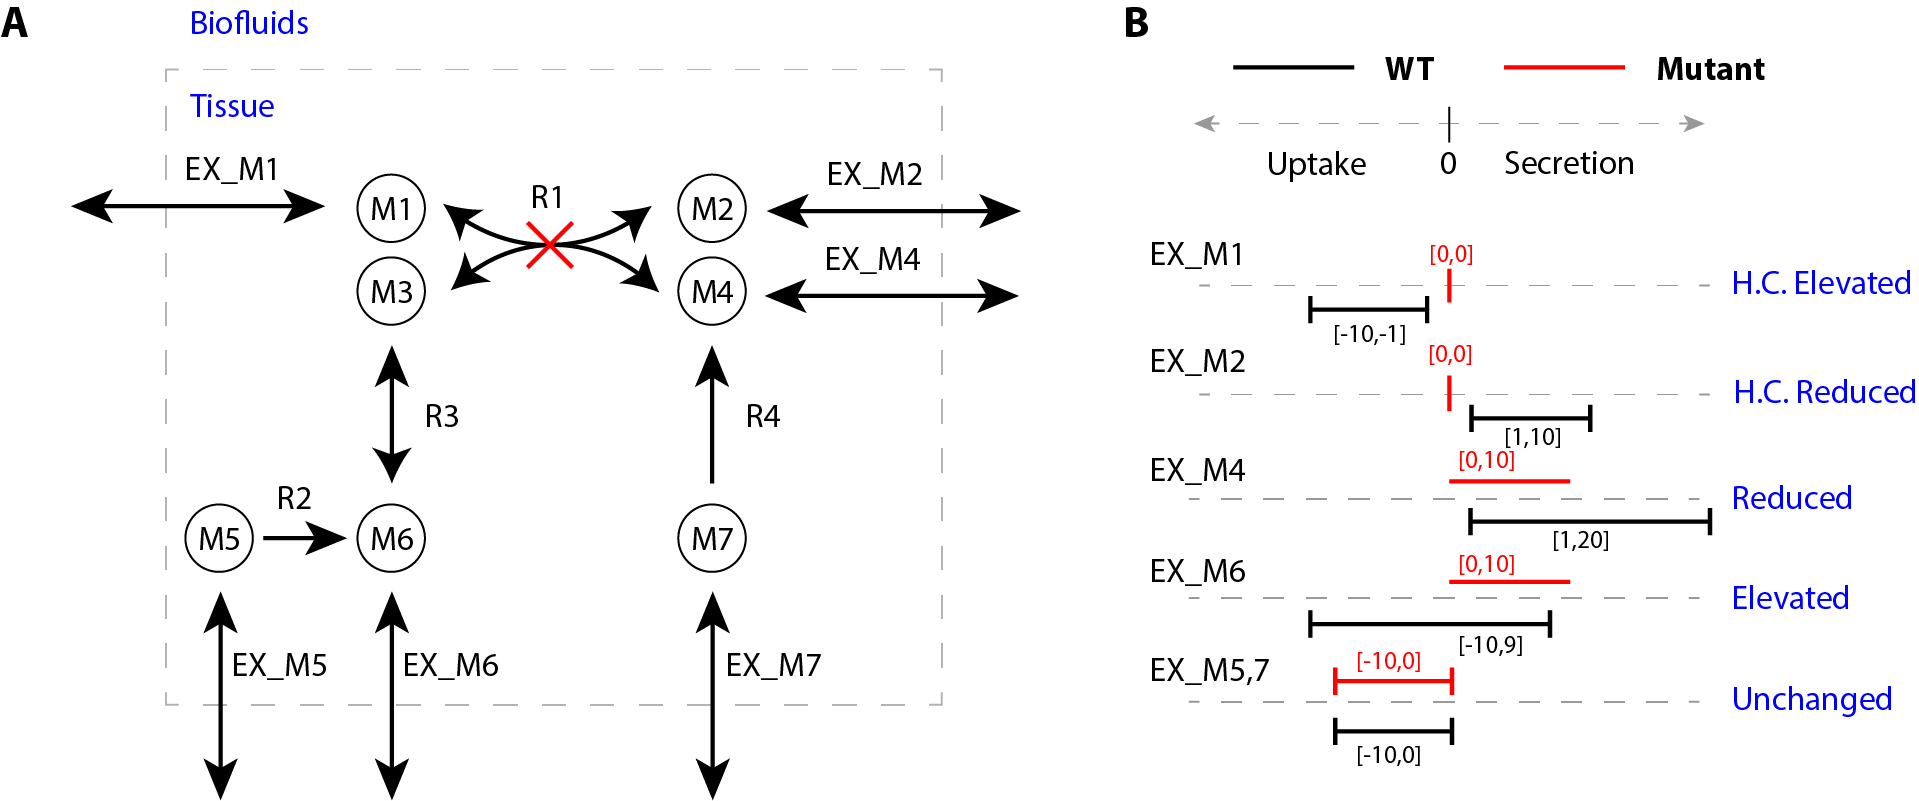 A
Biofluids
Tissue
EX_M1
M1
R1
M2
EX_M2
M3
M4
EX_M4
R3
R4
M5
R2
M6
M7
EX_M5
EX_M6
EX_M7
B
WT
Mutant
Uptake
0
Secretion
EX_M1
[0,0]
H.C. Elevated
[-10,-1]
EX_M2
[0,0]
H.C. Reduced
[1,10]
EX_M4
[0,10]
Reduced
[1,20]
EX_M6
[0,10]
Elevated
[-10,9]
EX_M5,7
[-10,0]
Unchanged
[-10,0]